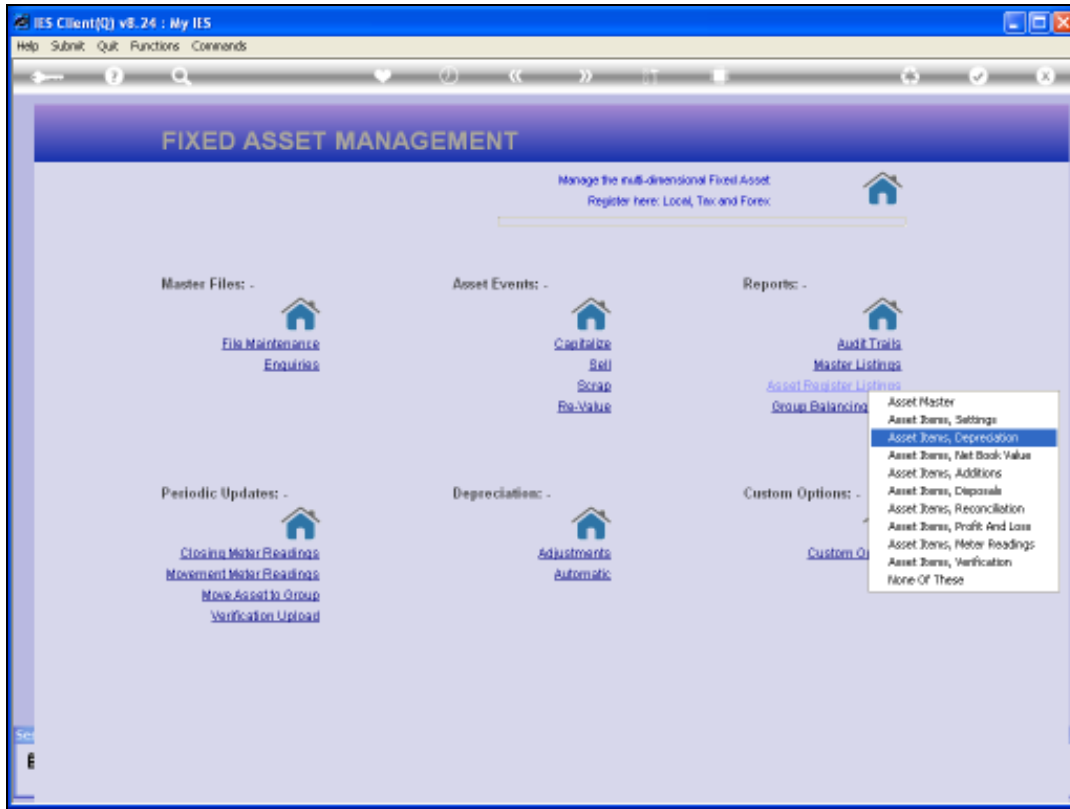 IES Client(Q) v8.24 : My IES
Help Submit Quit Functions Commands
FIXED ASSET MANAGEMENT
Manage the multi-dimensional Fixed Asset
Register here: Local, Tax and Forex
Master Files: -
File Maintenance
Enquiries
Asset Events: -
Capitalize
Sell
Scrap
Re-Value
Reports: -
Audit Trails
Master Listings
Asset Register Listings
Group Balancing
Asset Master
Asset Items, Settings
Asset Items, Depreciation
Asset Items, Net Book Value
Asset Items, Additions
Asset Items, Disposals
Asset Items, Reconciliation
Asset Items, Profit And Loss
Asset Items, Meter Readings
Asset Items, Verification
None Of These
Periodic Updates: -
Closing Meter Readings
Movement Meter Readings
Move Asset to Group
Verification Upload
Depreciation: -
Adjustments
Automatic
Custom Options: -
Custom O